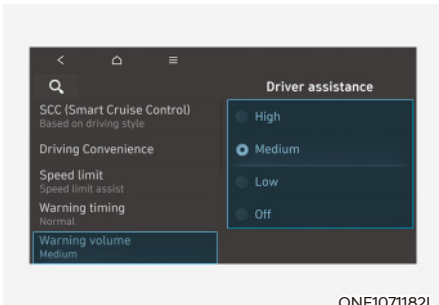 Driver assistance
SCC (Smart Cruise Control)
Based on driving style
Driving Convenience
Speed limit
Speed limit assist
Warning timing
Normal
Warning volume
Medium
High
Medium
Low
Off
ONE1071182L